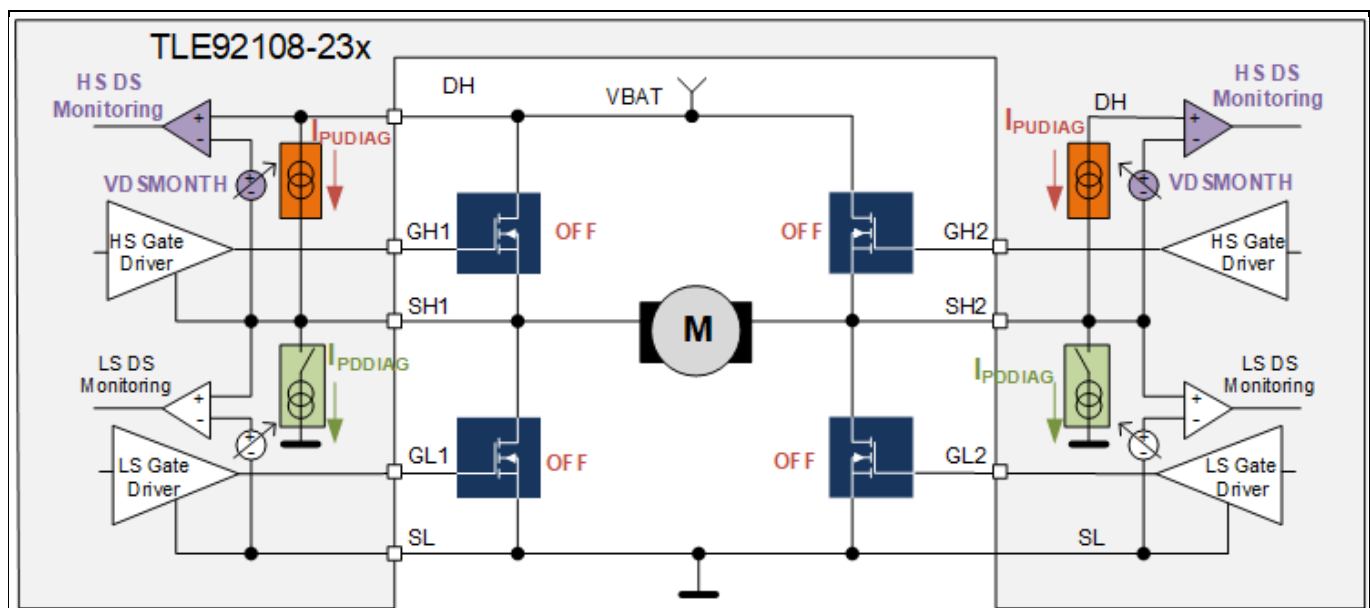 TLE92108-23x
HS DS
Monitoring
DH
VBAT
DH
HS DS
Monitoring
IPUDIAG
IPUDIAG
VDSMONTH
VDSMONTH
+
-
+
-
+
-
+
-
HS Gate
Driver
GH1
OFF
OFF
GH2
HS Gate
Driver
SH1
M
SH2
LS DS
Monitoring
IPDDIAG
IPDDIAG
LS DS
Monitoring
+
-
+
-
+
-
+
-
LS Gate
Driver
GL1
OFF
OFF
GL2
LS Gate
Driver
SL
SL